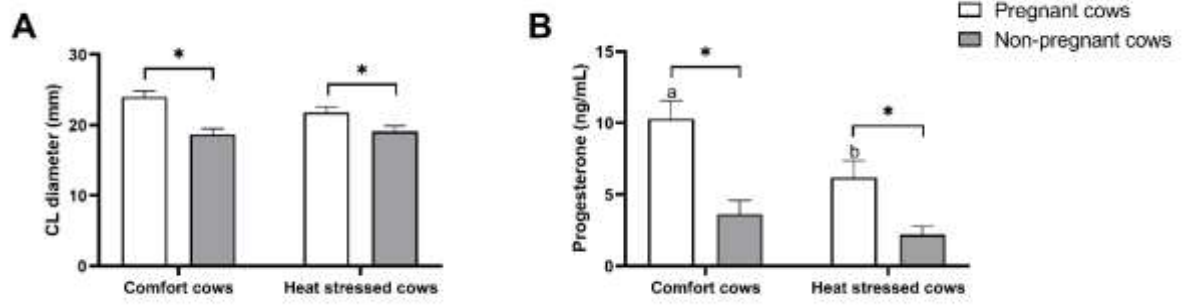 A
CL diameter (mm)
30
20
10
0
*
*
Comfort cows
Heat stressed cows
B
Progesterone (ng/mL)
15
10
5
0
*
a
*
b
Comfort cows
Heat stressed cows
Pregnant cows
Non-pregnant cows